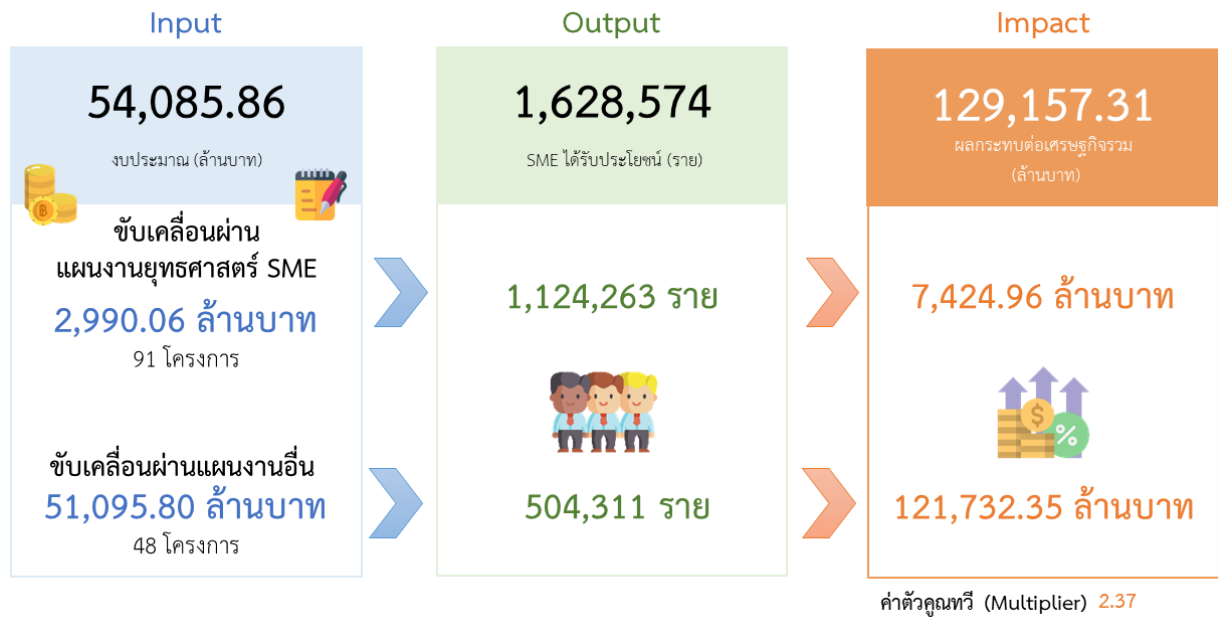 Input
54,085.86
งบประมาณ (ล้านบาท)
ขับเคลื่อนผ่าน
แผนงานยุทธศาสตร์ SME
2,990.06 ล้านบาท
91 โครงการ
ขับเคลื่อนผ่านแผนงานอื่น
51,095.80 ล้านบาท
48 โครงการ
Output
1,628,574
SME ได้รับประโยชน์ (ราย)
1,124,263 ราย
504,311 ราย
Impact
129,157.31
ผลกระทบต่อเศรษฐกิจรวม
(ล้านบาท)
7,424.96 ล้านบาท
$
%
121,732.35 ล้านบาท
ค่าตัวคูณทวี (Multiplier) 2.37